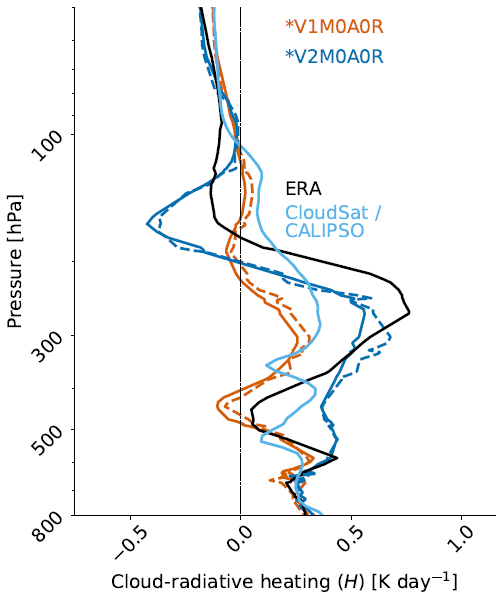 *V1M0A0R
*V2M0A0R
100
ERA
CloudSat /
CALIPSO
Pressure [hPa]
300
500
800
−0.5
0.0
0.5
1.0
Cloud-radiative heating (H) [K day⁻¹]